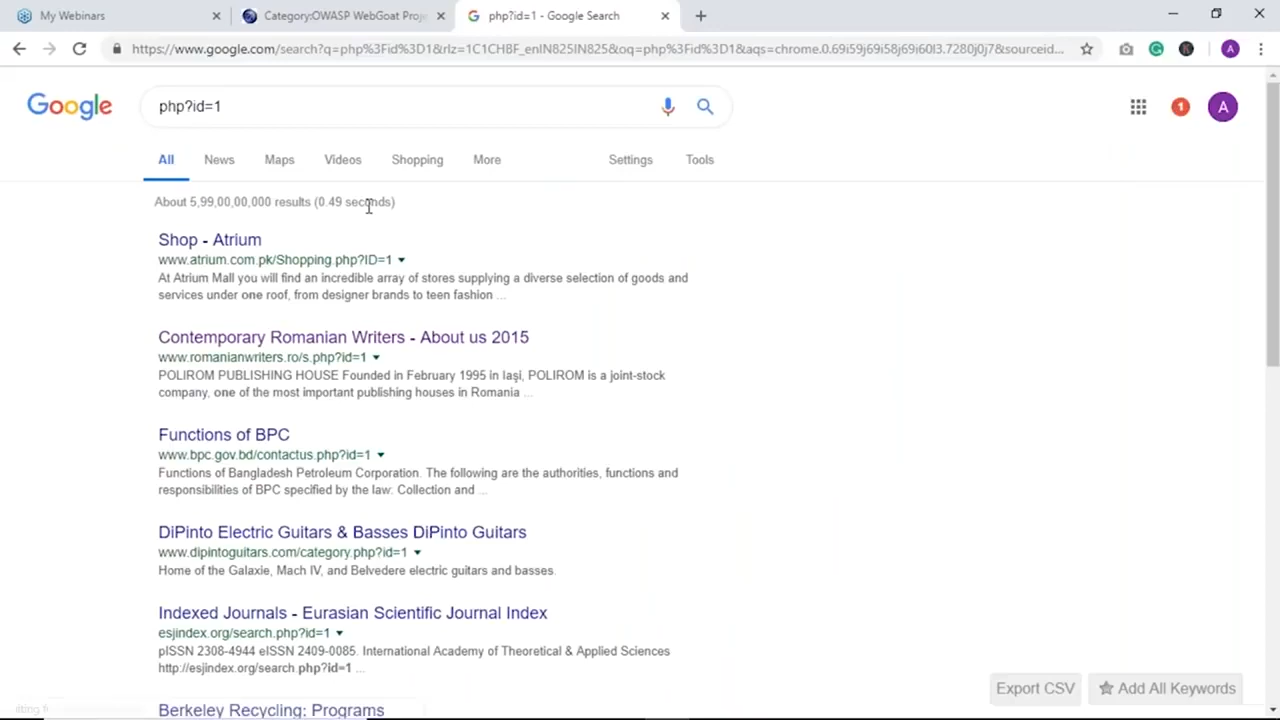 My Webinars
Category:OWASP WebGoat Proje
php?id=1 - Google Search
https://www.google.com/search?q=php%3Fid%3D1&rlz=1C1CHBF_enIN825IN825&oq=php%3Fid%3D1&aqs=chrome.0.69i59j69i58j69i60l3.7280j0j7&sourceid...
A
Google
php?id=1
1
A
All
News
Maps
Videos
Shopping
More
Settings
Tools
About 5,99,00,00,000 results (0.49 seconds)
Shop - Atrium
www.atrium.com.pk/Shopping.php?ID=1
At Atrium Mall you will find an incredible array of stores supplying a diverse selection of goods and
services under one roof, from designer brands to teen fashion ...
Contemporary Romanian Writers - About us 2015
www.romanianwriters.ro/s.php?id=1
POLIROM PUBLISHING HOUSE Founded in February 1995 in Iaşi, POLIROM is a joint-stock
company, one of the most important publishing houses in Romania ...
Functions of BPC
www.bpc.gov.bd/contactus.php?id=1
Functions of Bangladesh Petroleum Corporation. The following are the authorities, functions and
responsibilities of BPC specified by the law. Collection and ...
DiPinto Electric Guitars & Basses DiPinto Guitars
www.dipintoguitars.com/category.php?id=1
Home of the Galaxie, Mach IV, and Belvedere electric guitars and basses.
Indexed Journals - Eurasian Scientific Journal Index
esjindex.org/search.php?id=1
pISSN 2308-4944 eISSN 2409-0085. International Academy of Theoretical & Applied Sciences
http://esjindex.org/search.php?id=1 ...
Export CSV
Add All Keywords
Berkeley Recycling: Programs